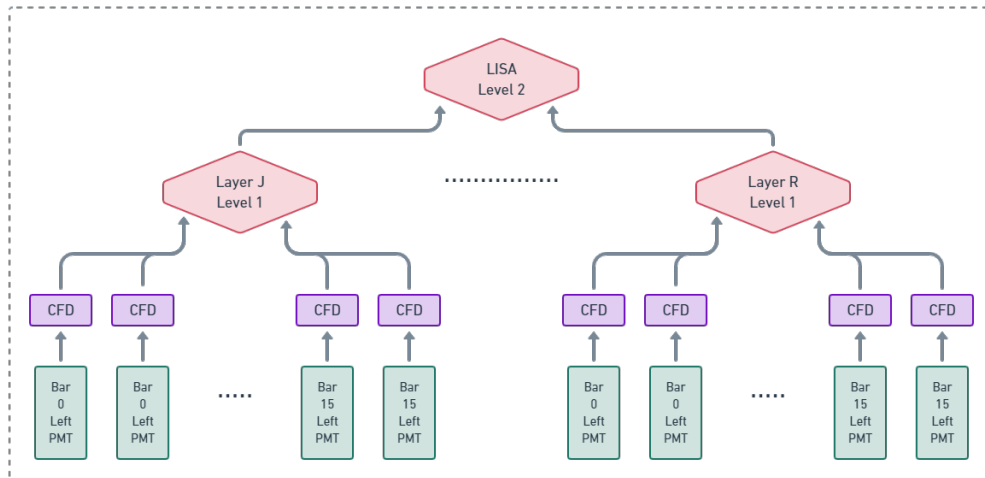 LISA
Level 2
Layer J
Level 1
.................
Layer R
Level 1
CFD
CFD
CFD
CFD
CFD
CFD
CFD
CFD
Bar
0
Left
PMT
Bar
0
Left
PMT
.....
Bar
15
Left
PMT
Bar
15
Left
PMT
Bar
0
Left
PMT
Bar
0
Left
PMT
.....
Bar
15
Left
PMT
Bar
15
Left
PMT